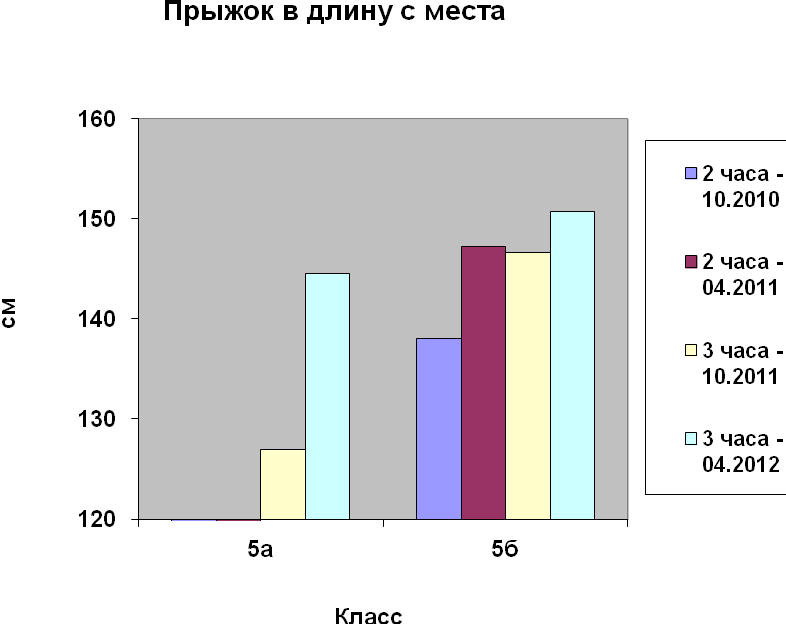 Прыжок в длину с места
160
150
140
130
120
см
5а
5б
Класс
2 часа -
10.2010
2 часа -
04.2011
3 часа -
10.2011
3 часа -
04.2012